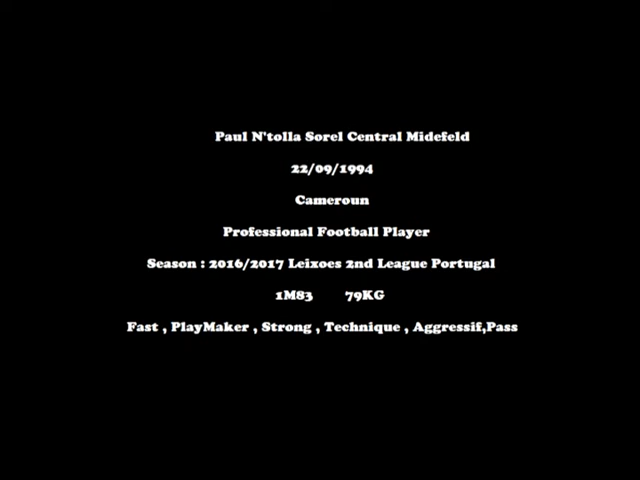 Paul N'tolla Sorel Central Midefeld
22/09/1994
Cameroun
Professional Football Player
Season : 2016/2017 Leixoes 2nd League Portugal
1M83 79KG
Fast , PlayMaker , Strong , Technique , Aggressif,Pass